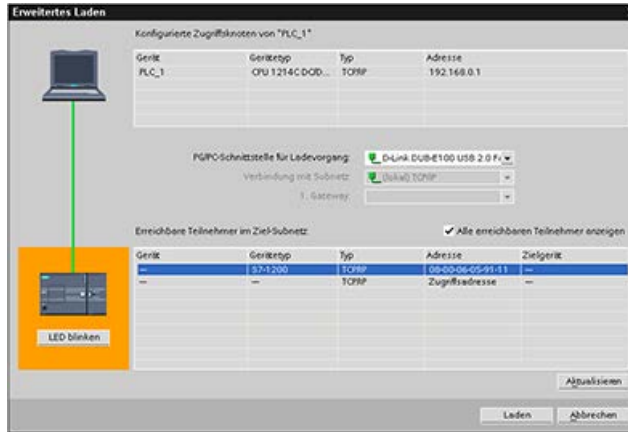 Erweitertes Laden
Konfigurierte Zugriffsknoten von "PLC_1"
Gerät Gerätetyp Typ Adresse
PLC_1 CPU 1214C DC/D... TCP/IP 192.168.0.1
PG/PC-Schnittstelle für Ladevorgang: D-Link DUB-E100 USB 2.0 Fa
Verbindung mit Subnetz: (lokal) TCP/IP
1. Gateway:
Erreichbare Teilnehmer im Ziel-Subnetz: Alle erreichbaren Teilnehmer anzeigen
Gerät Gerätetyp Typ Adresse Zielgerät
— S7-1200 TCP/IP 08-00-06-05-91-11 —
— — TCP/IP Zugriffsadresse —
LED blinken
Aktualisieren
Laden Abbrechen